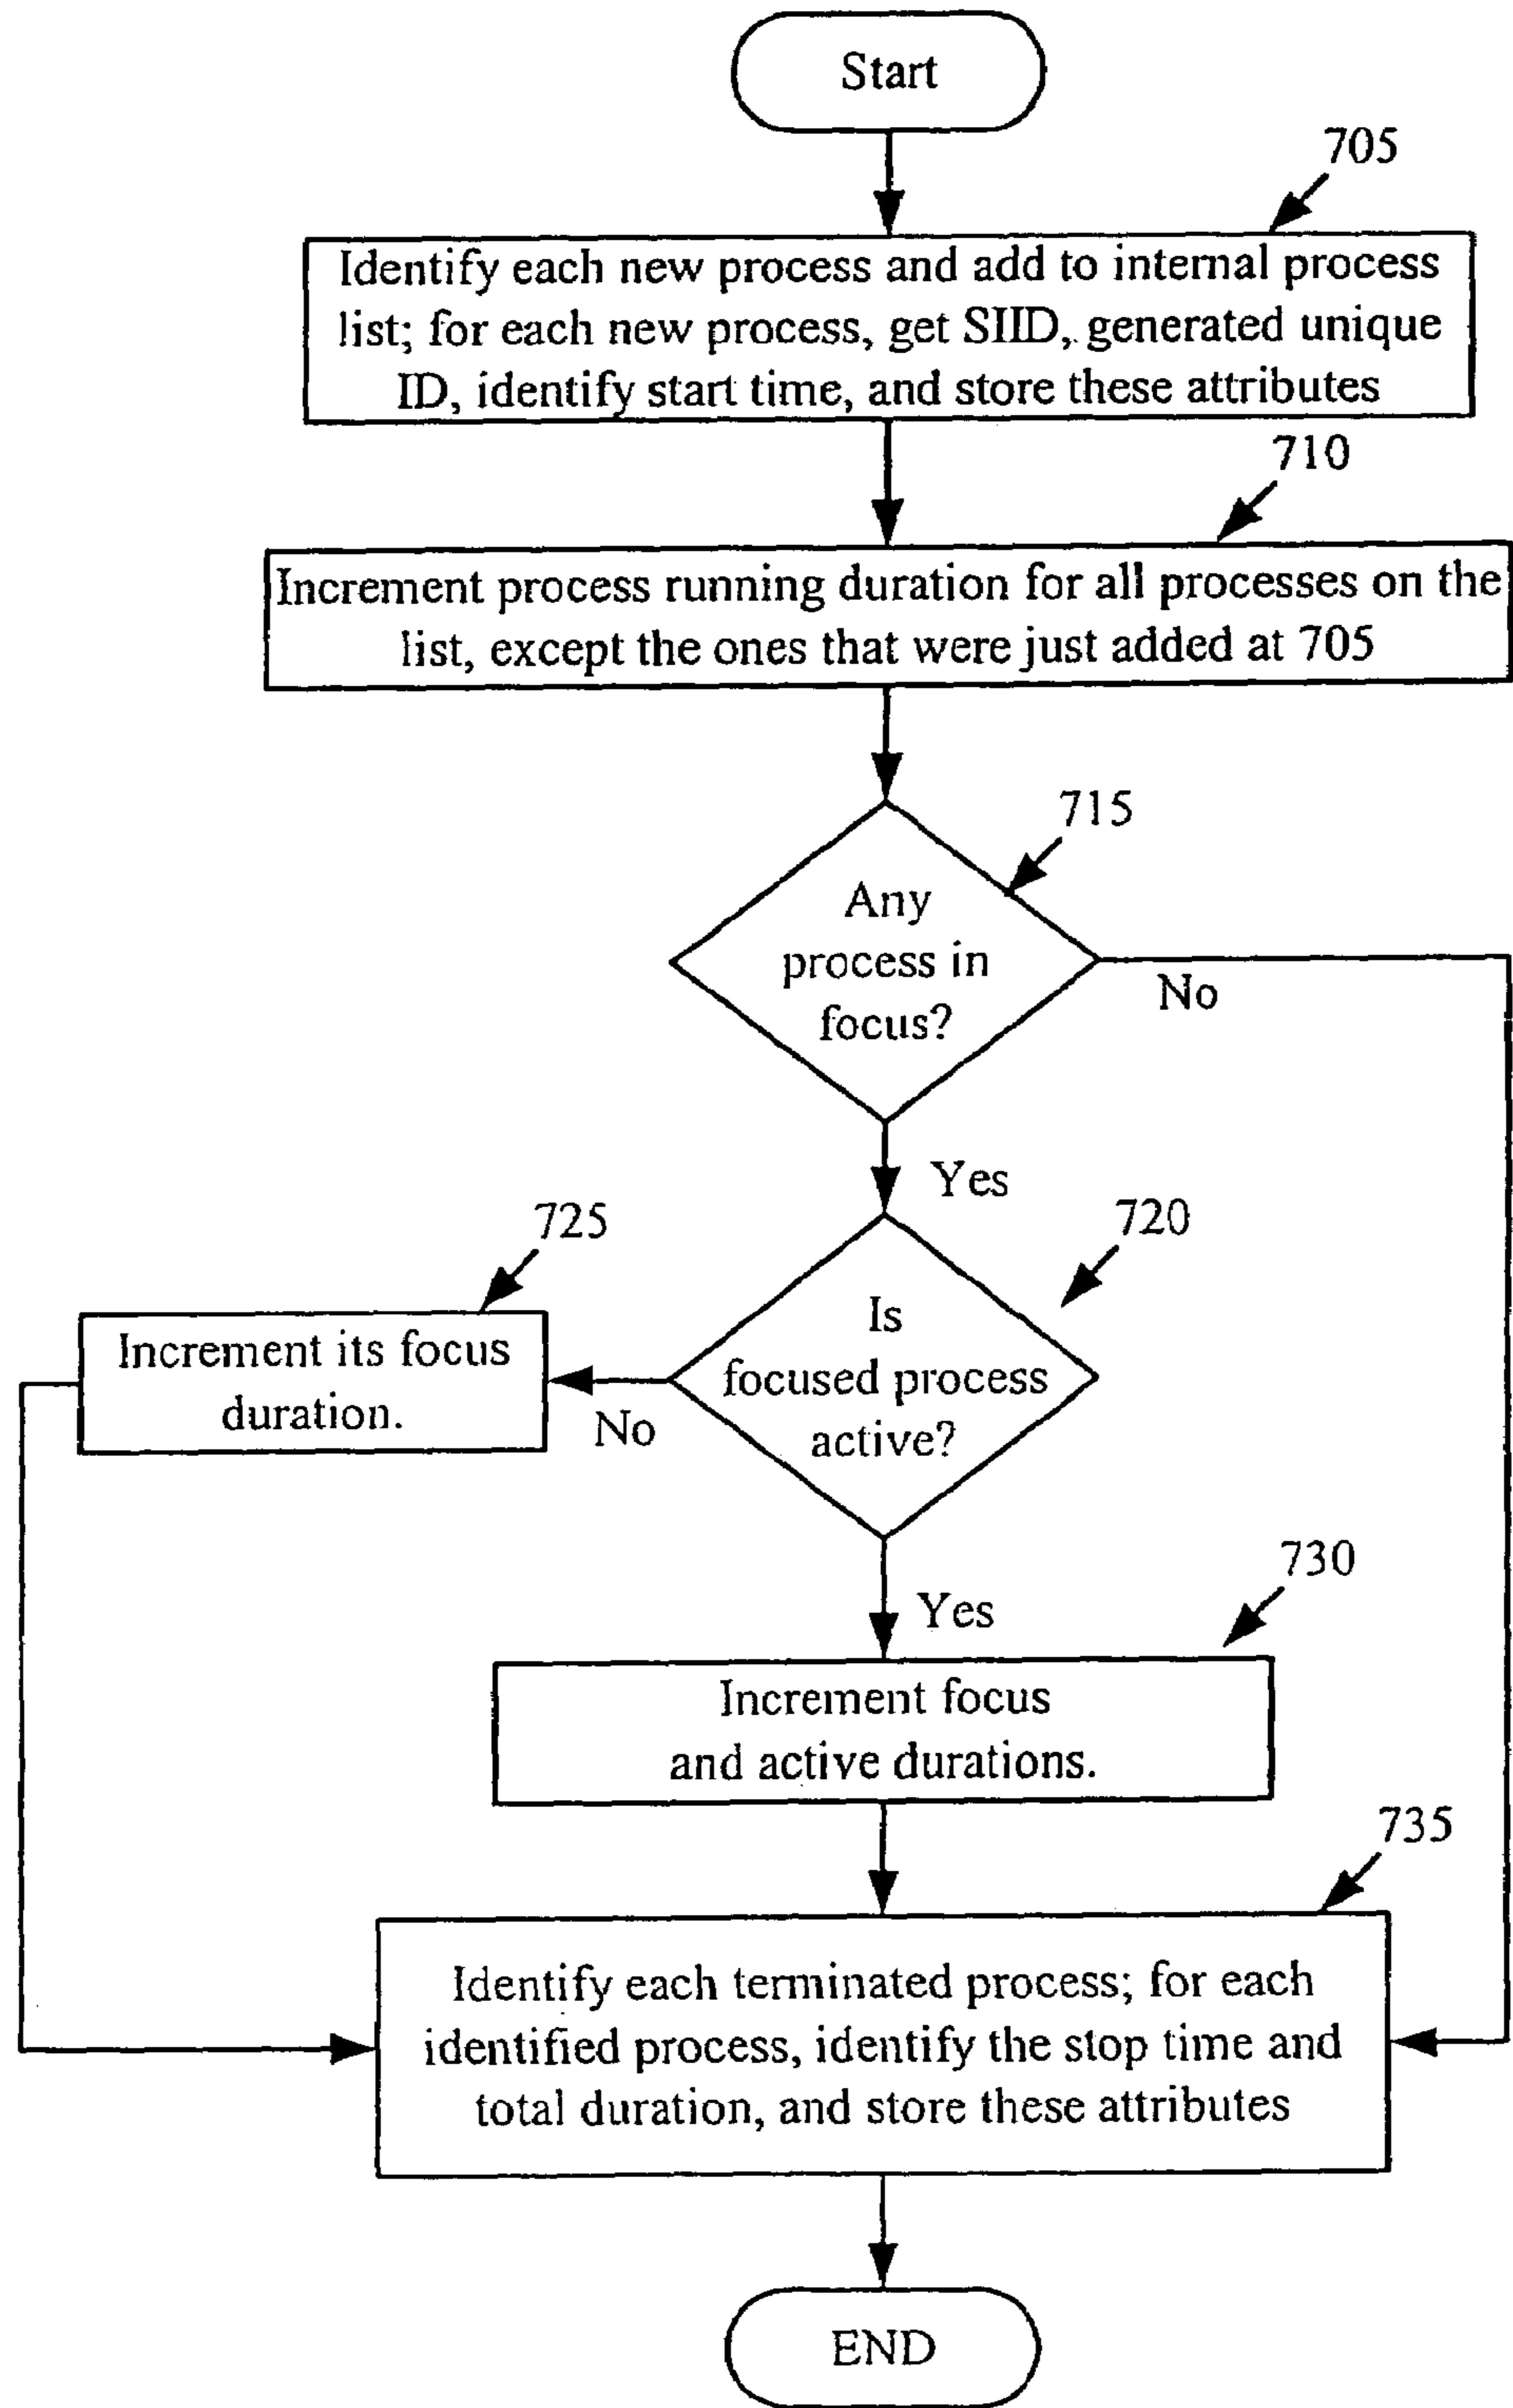 Start
705
Identify each new process and add to internal process
list; for each new process, get SIID, generated unique
ID, identify start time, and store these attributes
710
Increment process running duration for all processes on the
list, except the ones that were just added at 705
715
Any
process in
focus?
No
Yes
720
725
Is
focused process
active?
Increment its focus
duration.
No
Yes
730
Increment focus
and active durations.
735
Identify each terminated process; for each
identified process, identify the stop time and
total duration, and store these attributes
END